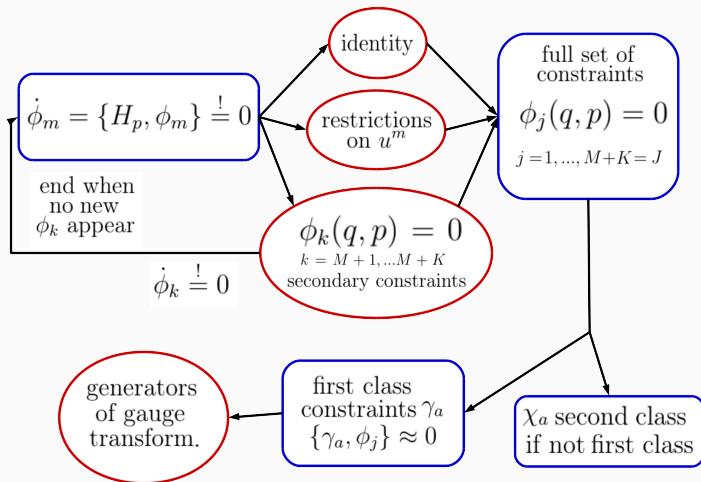 identity
full set of
constraints
ϕ̇_m = {H_p, ϕ_m} =! 0
restrictions
on u^m
ϕ_j(q, p) = 0
j = 1, ..., M+K = J
end when
no new
ϕ_k appear
ϕ_k(q, p) = 0
k = M + 1, ...M + K
secondary constraints
ϕ̇_k =! 0
generators
of gauge
transform.
first class
constraints γ_a
{γ_a, ϕ_j} ≈ 0
χ_a second class
if not first class